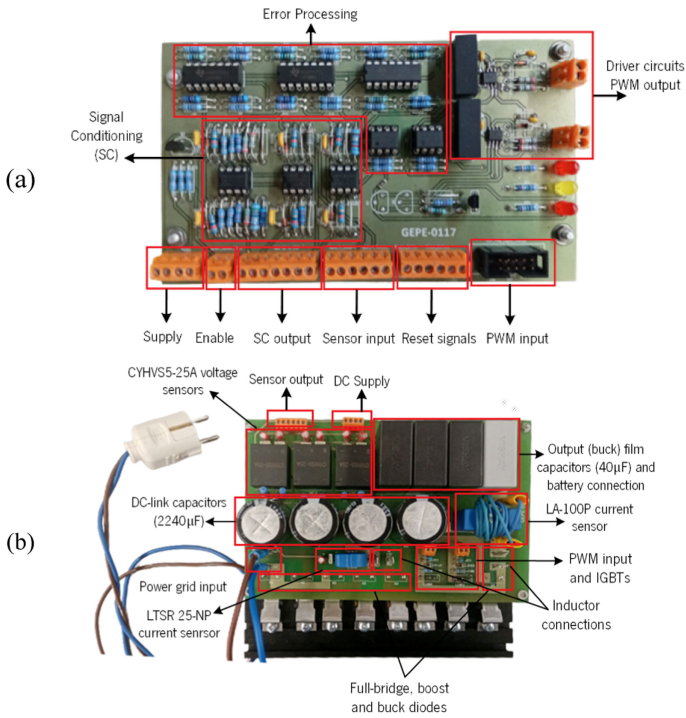 Error Processing
Driver circuits
PWM output
Signal
Conditioning
(SC)
(a)
GEPE-0117
Supply
Enable
SC output
Sensor input
Reset signals
PWM input
CYHVS5-25A voltage
sensors
Sensor output
DC Supply
Output (buck) film
capacitors (40µF) and
battery connection
DC-link capacitors
(2240µF)
LA-100P current
sensor
(b)
PWM input
and IGBTs
Power grid input
LTSR 25-NP
current senrsor
Inductor
connections
Full-bridge, boost
and buck diodes